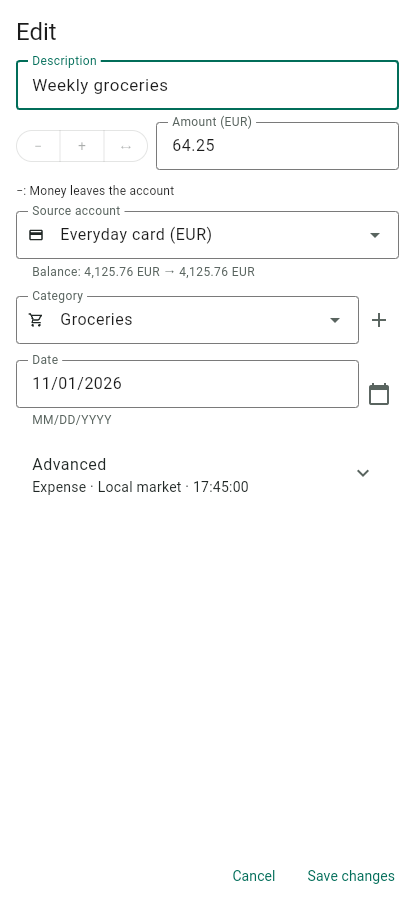 Edit
Description
Weekly groceries
− + ↔
Amount (EUR)
64.25
−: Money leaves the account
Source account
Everyday card (EUR)
Balance: 4,125.76 EUR → 4,125.76 EUR
Category
Groceries
Date
11/01/2026
MM/DD/YYYY
Advanced
Expense · Local market · 17:45:00
Cancel Save changes